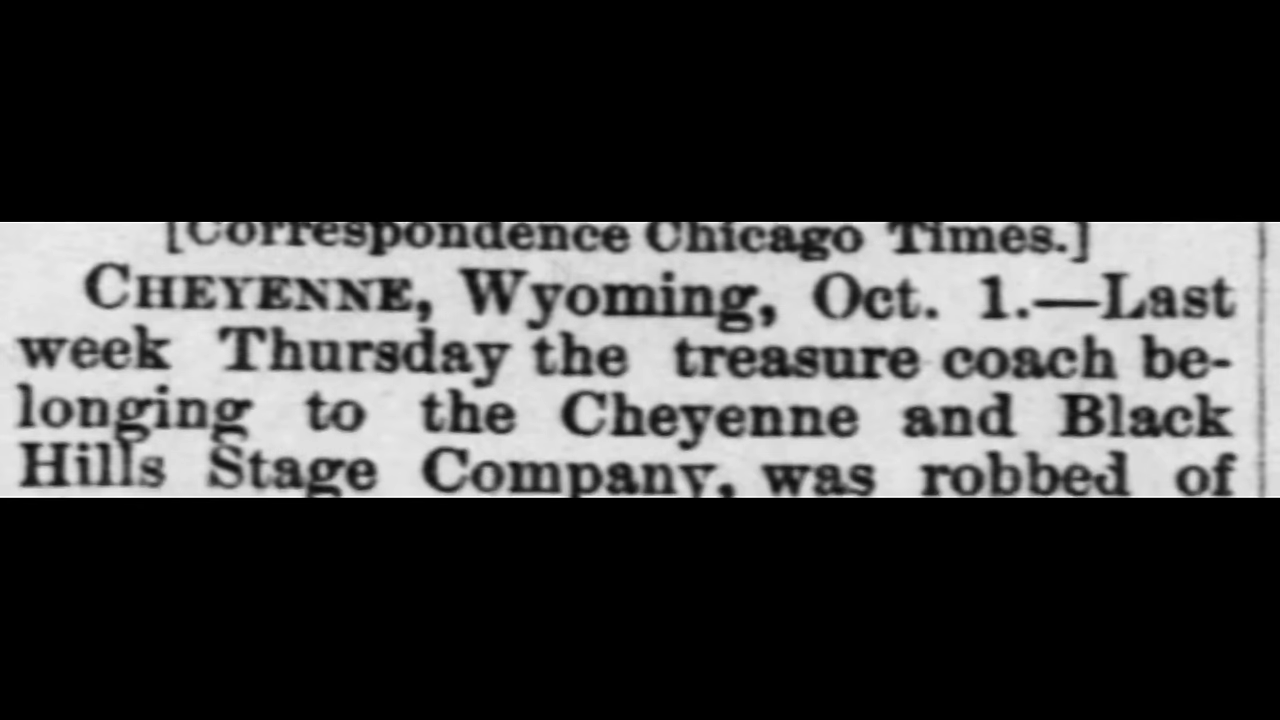 [Correspondence Chicago Times.]
CHEYENNE, Wyoming, Oct. 1.—Last
week Thursday the treasure coach be-
longing to the Cheyenne and Black
Hills Stage Company, was robbed of